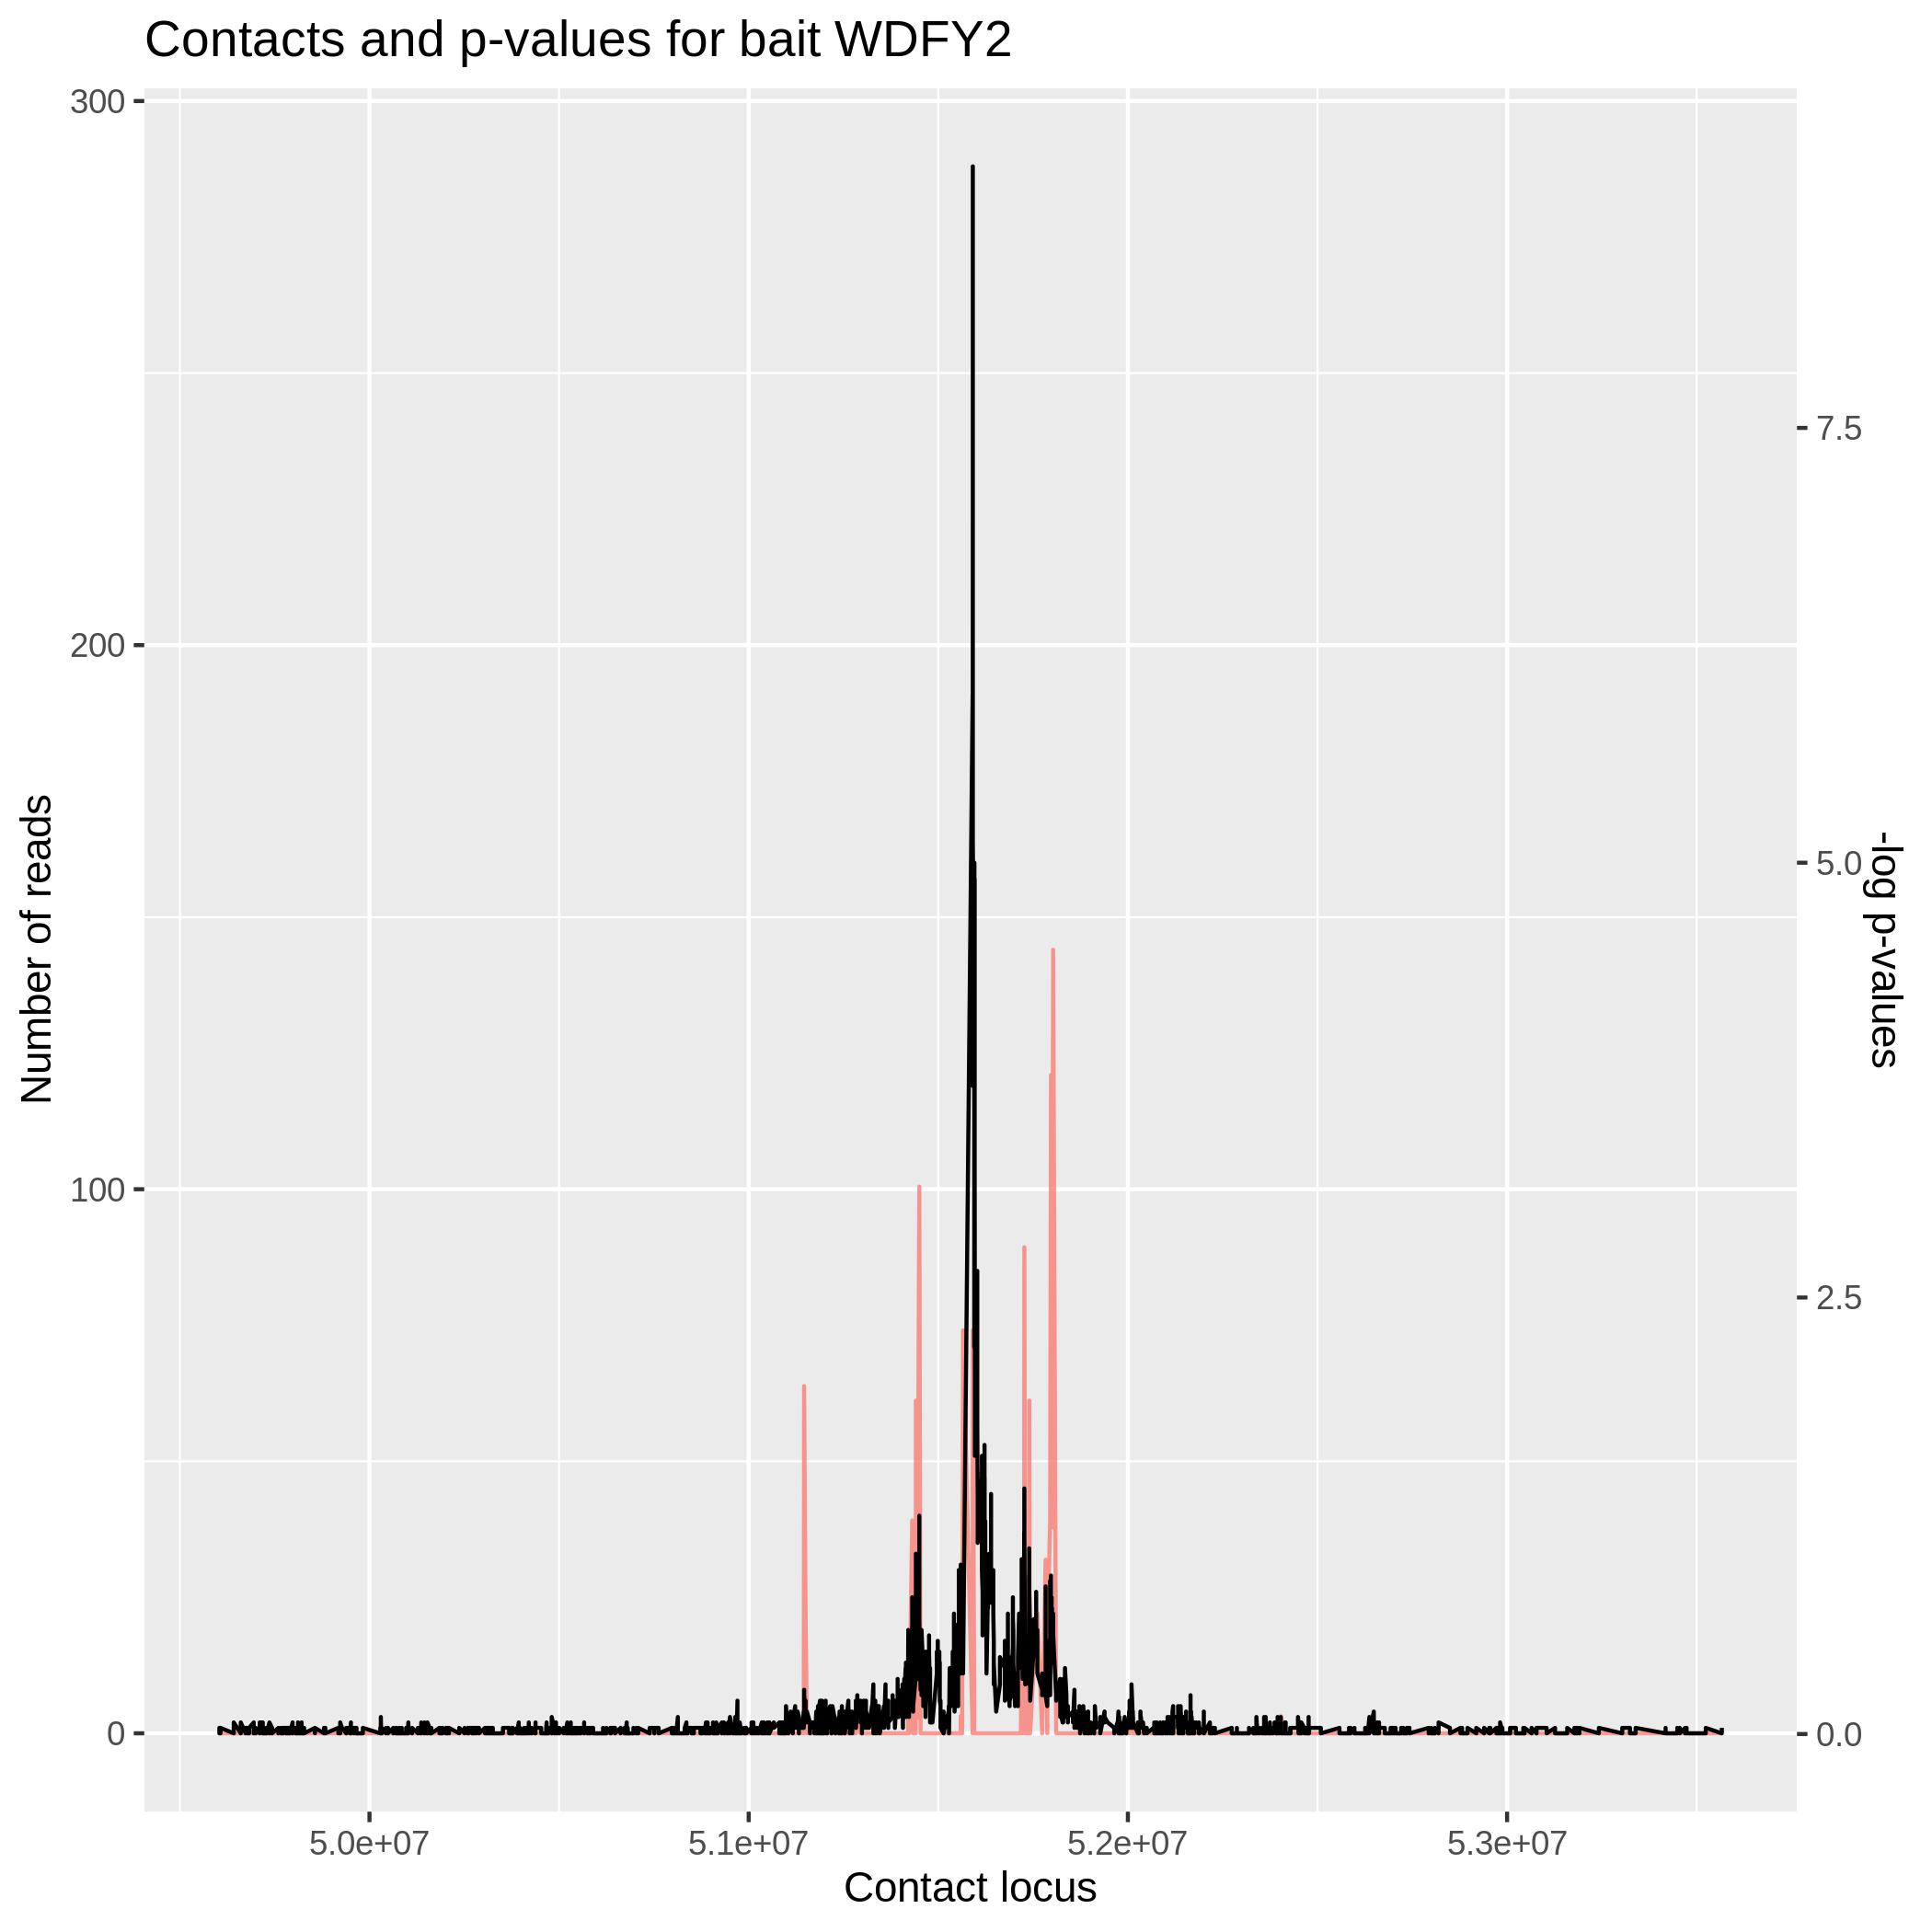 Contacts and p-values for bait WDFY2
300
200
100
0
Number of reads
7.5
5.0
2.5
0.0
-log p-values
5.0e+07
5.1e+07
5.2e+07
5.3e+07
Contact locus